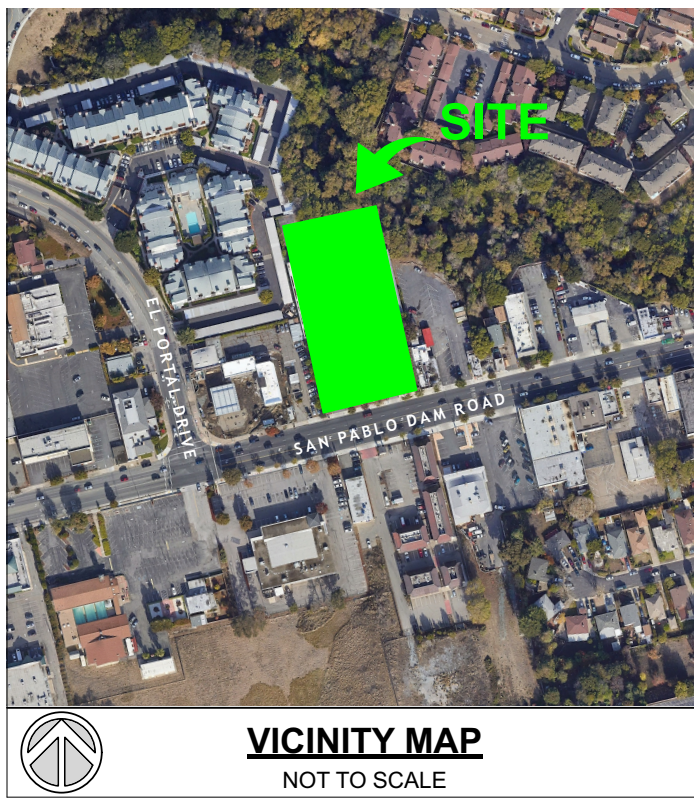 SITE
EL PORTAL DRIVE
SAN PABLO DAM ROAD
VICINITY MAP
NOT TO SCALE